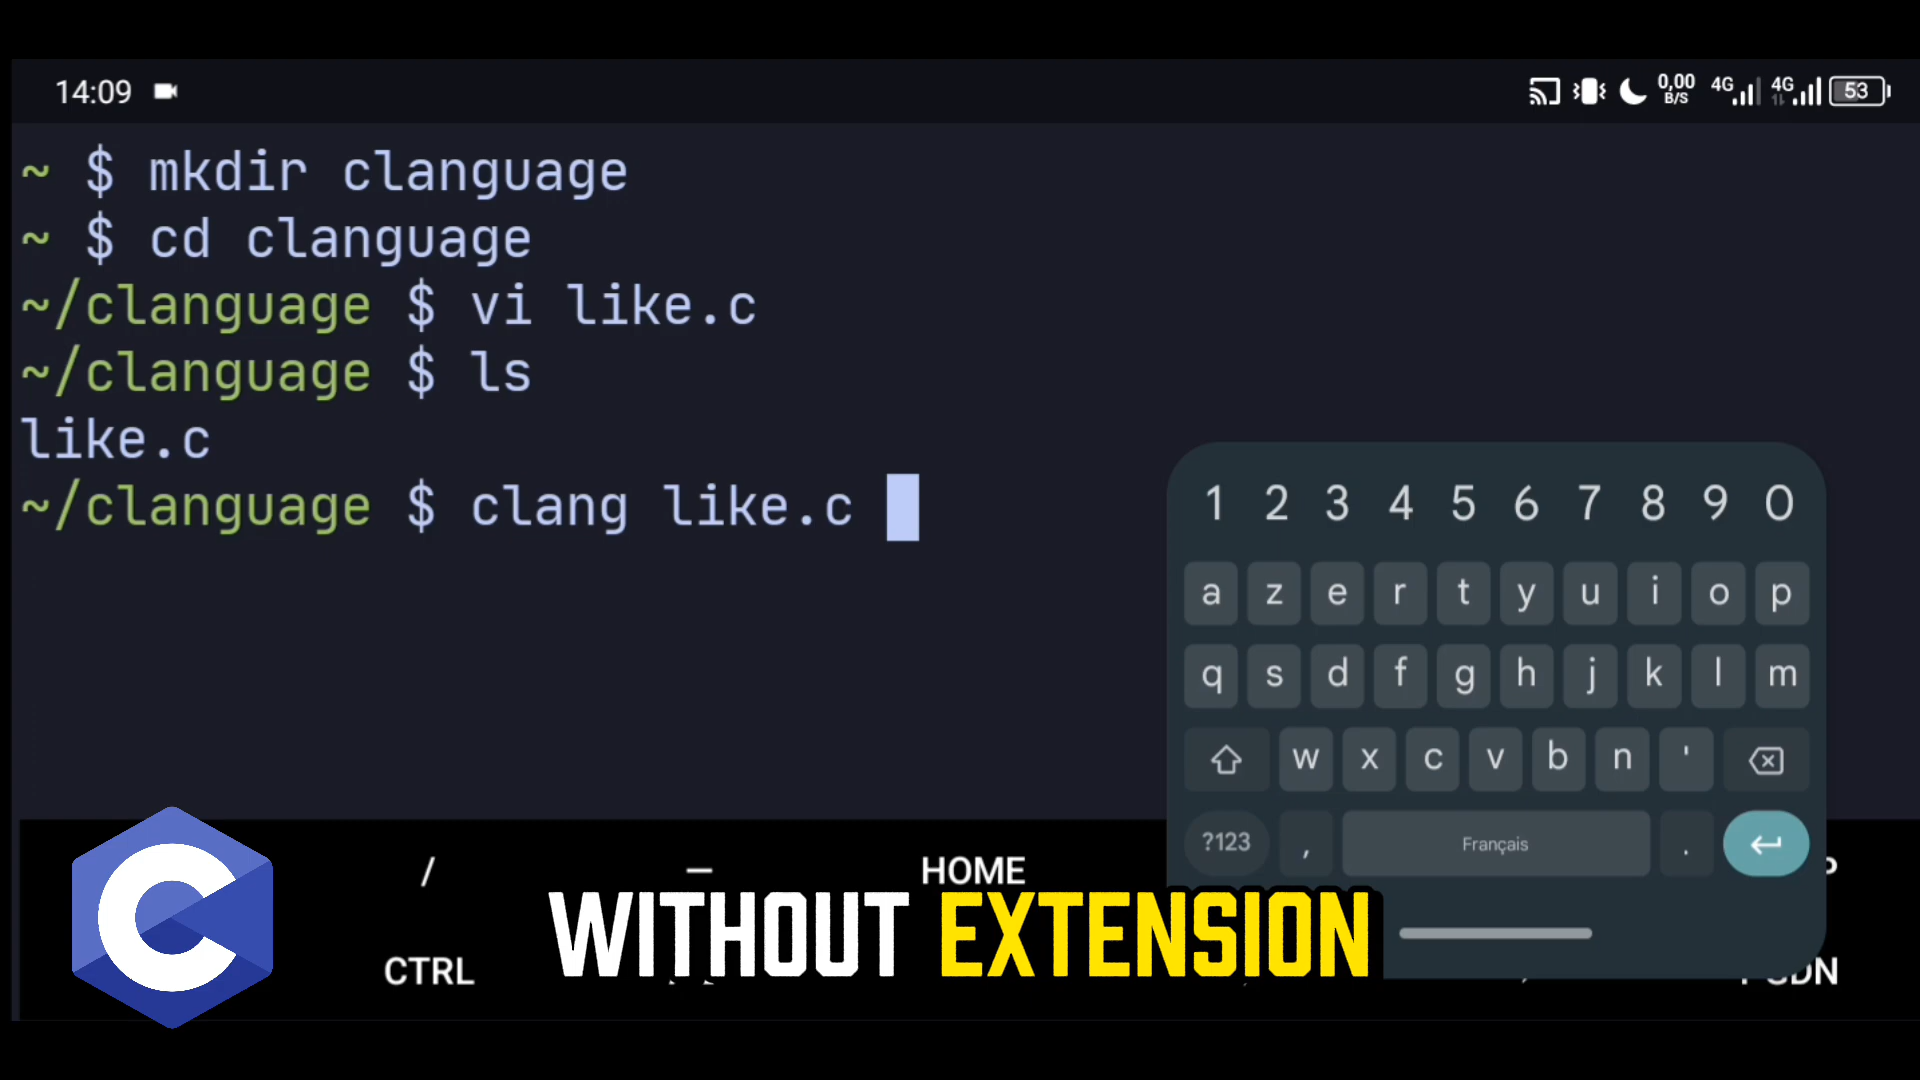 14:09
0,00 B/S 4G 4G 53
~ $ mkdir clanguage
~ $ cd clanguage
~/clanguage $ vi like.c
~/clanguage $ ls
like.c
~/clanguage $ clang like.c
1 2 3 4 5 6 7 8 9 0
a z e r t y u i o p
q s d f g h j k l m
w x c v b n '
?123 , Français .
/ — HOME
CTRL
WITHOUT EXTENSION
C